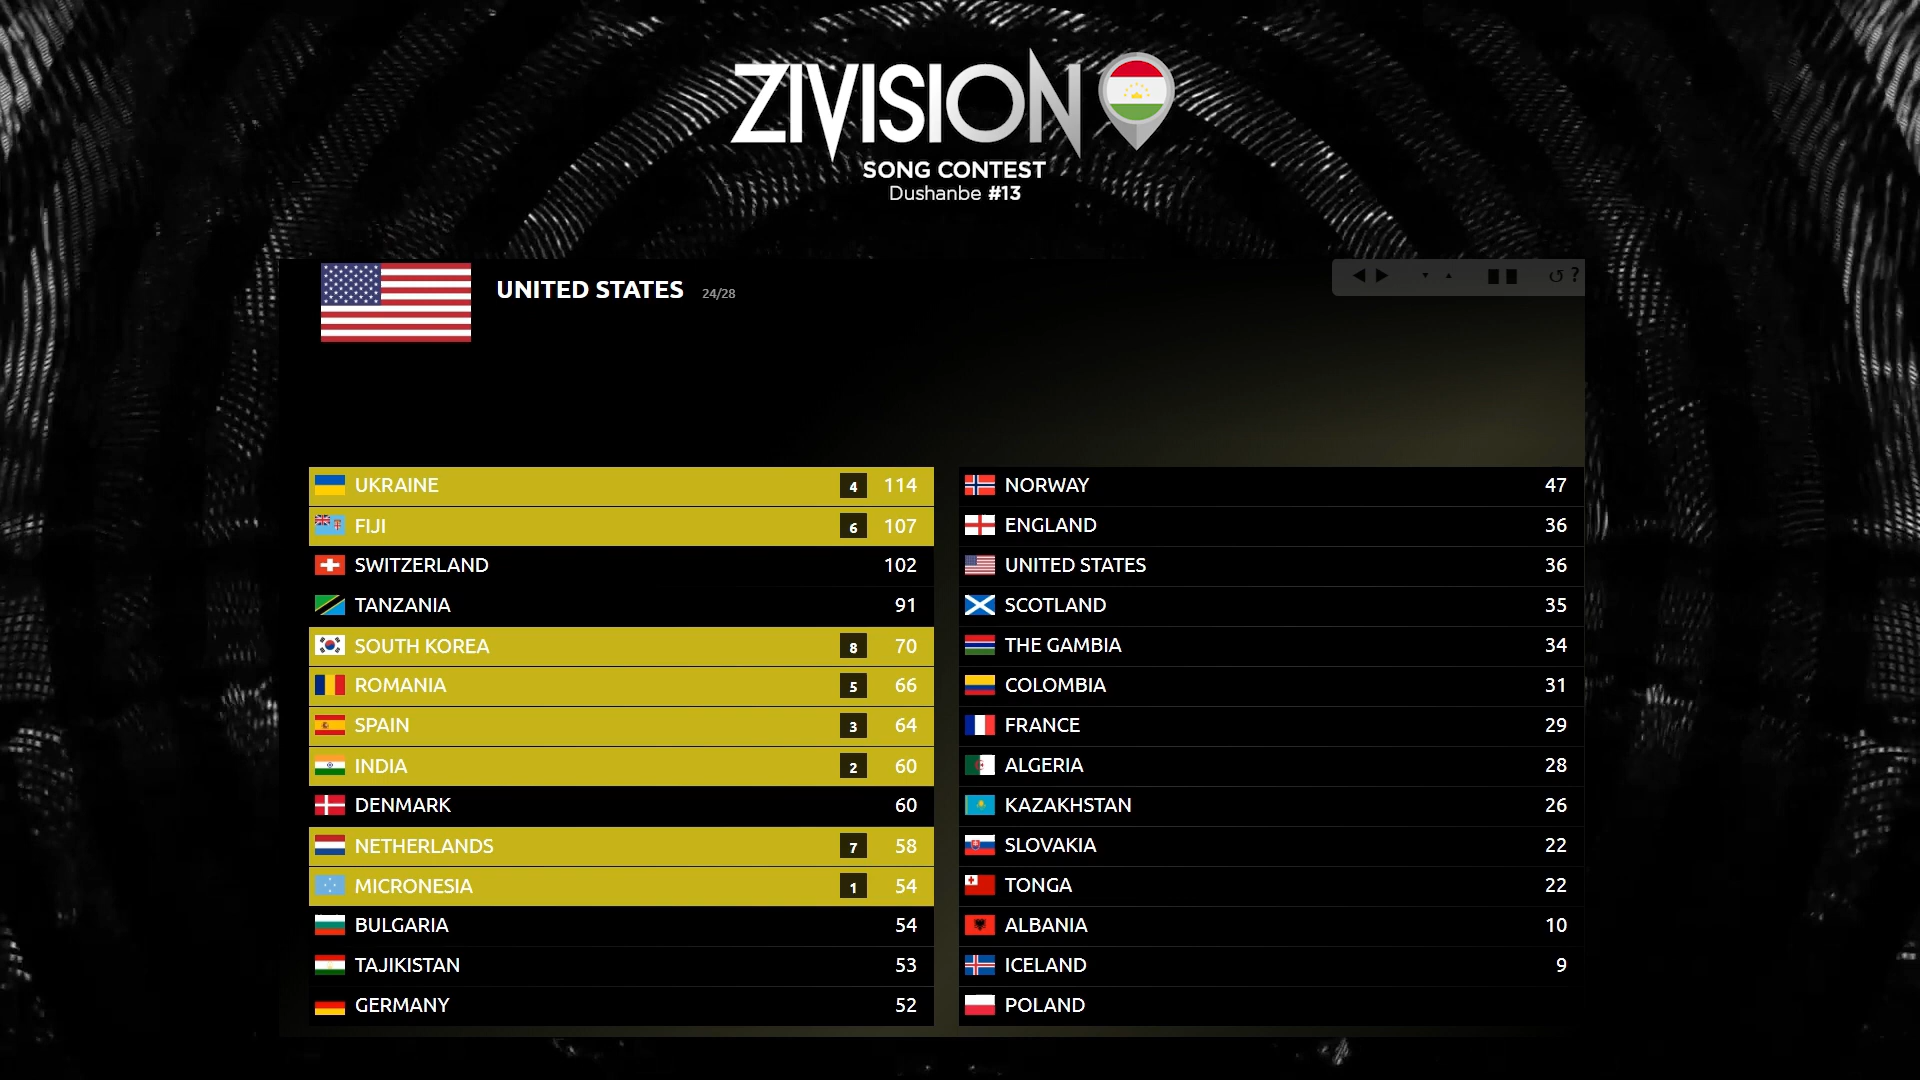 ZIVISION
SONG CONTEST
Dushanbe #13
UNITED STATES 24/28
?
UKRAINE 4 114
FIJI 6 107
SWITZERLAND 102
TANZANIA 91
SOUTH KOREA 8 70
ROMANIA 5 66
SPAIN 3 64
INDIA 2 60
DENMARK 60
NETHERLANDS 7 58
MICRONESIA 1 54
BULGARIA 54
TAJIKISTAN 53
GERMANY 52
NORWAY 47
ENGLAND 36
UNITED STATES 36
SCOTLAND 35
THE GAMBIA 34
COLOMBIA 31
FRANCE 29
ALGERIA 28
KAZAKHSTAN 26
SLOVAKIA 22
TONGA 22
ALBANIA 10
ICELAND 9
POLAND